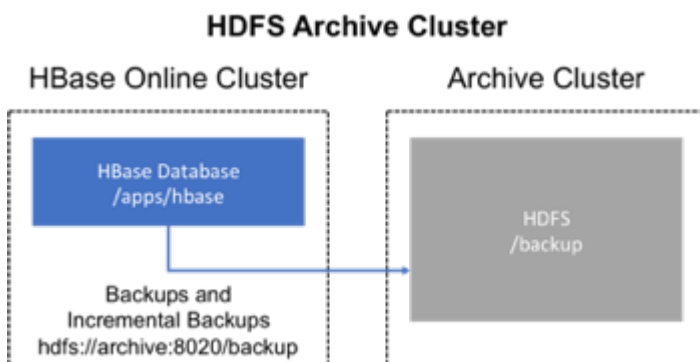 HDFS Archive Cluster
HBase Online Cluster
Archive Cluster
HBase Database
/apps/hbase
HDFS
/backup
Backups and
Incremental Backups
hdfs://archive:8020/backup